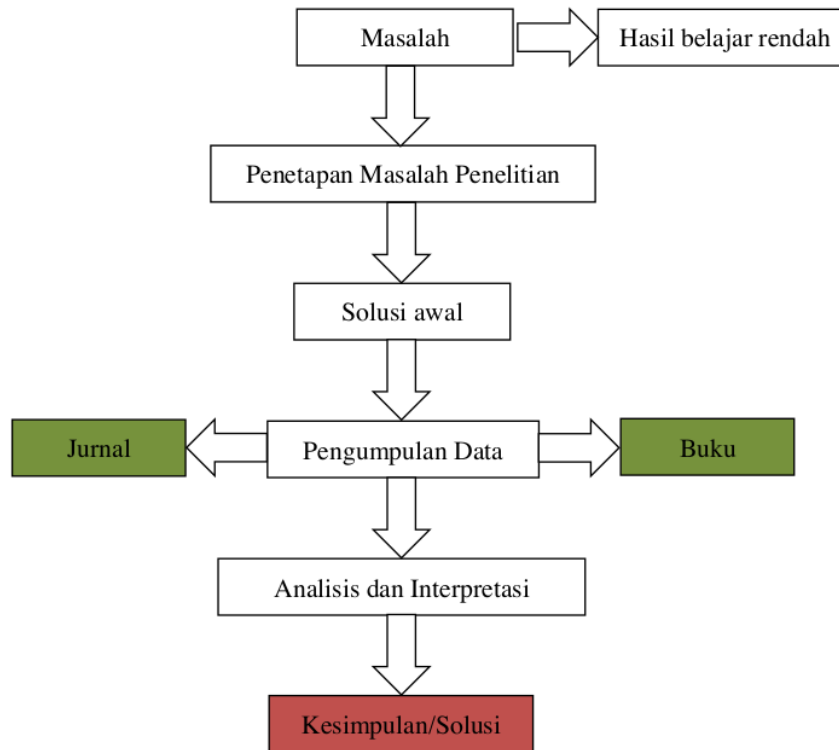 Masalah
Hasil belajar rendah
Penetapan Masalah Penelitian
Solusi awal
Jurnal
Pengumpulan Data
Buku
Analisis dan Interpretasi
Kesimpulan/Solusi